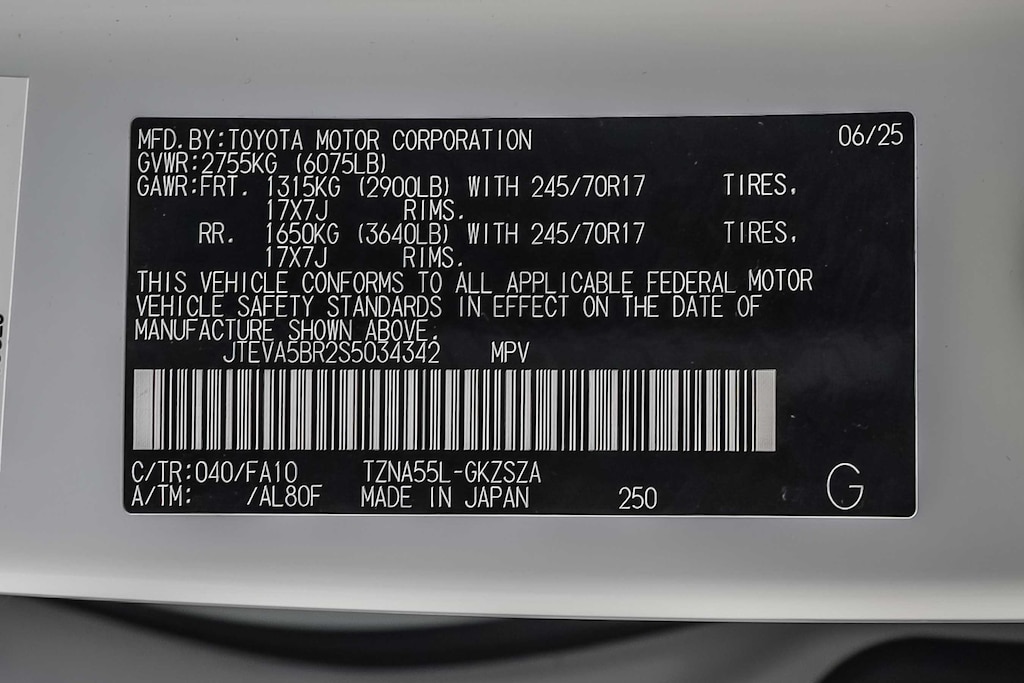 MFD.BY:TOYOTA MOTOR CORPORATION 06/25
GVWR:2755KG (6075LB)
GAWR:FRT. 1315KG (2900LB) WITH 245/70R17 TIRES,
17X7J RIMS.
RR. 1650KG (3640LB) WITH 245/70R17 TIRES,
17X7J RIMS.
THIS VEHICLE CONFORMS TO ALL APPLICABLE FEDERAL MOTOR
VEHICLE SAFETY STANDARDS IN EFFECT ON THE DATE OF
MANUFACTURE SHOWN ABOVE.
JTEVA5BR2S5034342 MPV
C/TR:040/FA10 TZNA55L-GKZSZA
A/TM: /AL80F MADE IN JAPAN 250 G